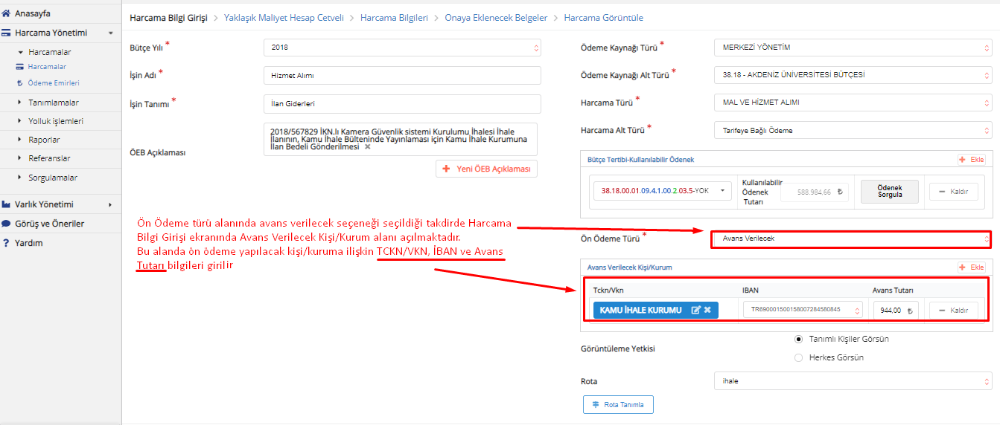 Anasayfa
Harcama Yönetimi
Harcamalar
Harcamalar
Ödeme Emirleri
Tanımlamalar
Yolluk işlemleri
Raporlar
Referanslar
Sorgulamalar
Varlık Yönetimi
Görüş ve Öneriler
? Yardım
Harcama Bilgi Girişi > Yaklaşık Maliyet Hesap Cetveli > Harcama Bilgileri > Onaya Eklenecek Belgeler > Harcama Görüntüle
Bütçe Yılı * 2018
İşin Adı * Hizmet Alımı
İşin Tanımı * İlan Giderleri
ÖEB Açıklaması
2018/567829 İKN.lı Kamera Güvenlik sistemi Kurulumu İhalesi İhale
İlanının, Kamu İhale Bülteninde Yayınlaması için Kamu İhale Kurumuna
İlan Bedeli Gönderilmesi ×
+ Yeni ÖEB Açıklaması
Ön Ödeme türü alanında avans verilecek seçeneği seçildiği takdirde Harcama
Bilgi Girişi ekranında Avans Verilecek Kişi/Kurum alanı açılmaktadır.
Bu alanda ön ödeme yapılacak kişi/kuruma ilişkin TCKN/VKN, İBAN ve Avans
Tutarı bilgileri girilir
Ödeme Kaynağı Türü * MERKEZİ YÖNETİM
Ödeme Kaynağı Alt Türü * 38.18 - AKDENİZ ÜNİVERSİTESİ BÜTÇESİ
Harcama Türü * MAL VE HİZMET ALIMI
Harcama Alt Türü * Tarifeye Bağlı Ödeme
Bütçe Tertibi-Kullanılabilir Ödenek + Ekle
38.18.00.01.09.4.1.00.2.03.5-YOK
Kullanılabilir
Ödenek
Tutarı
588.984,66 ₺
Ödenek
Sorgula
− Kaldır
Ön Ödeme Türü * Avans Verilecek
Avans Verilecek Kişi/Kurum + Ekle
Tckn/Vkn IBAN Avans Tutarı
KAMU İHALE KURUMU × TR690001500158007284580845 944,00 ₺ − Kaldır
Görüntüleme Yetkisi
Tanımlı Kişiler Görsün
Herkes Görsün
Rota ihale
Rota Tanımla